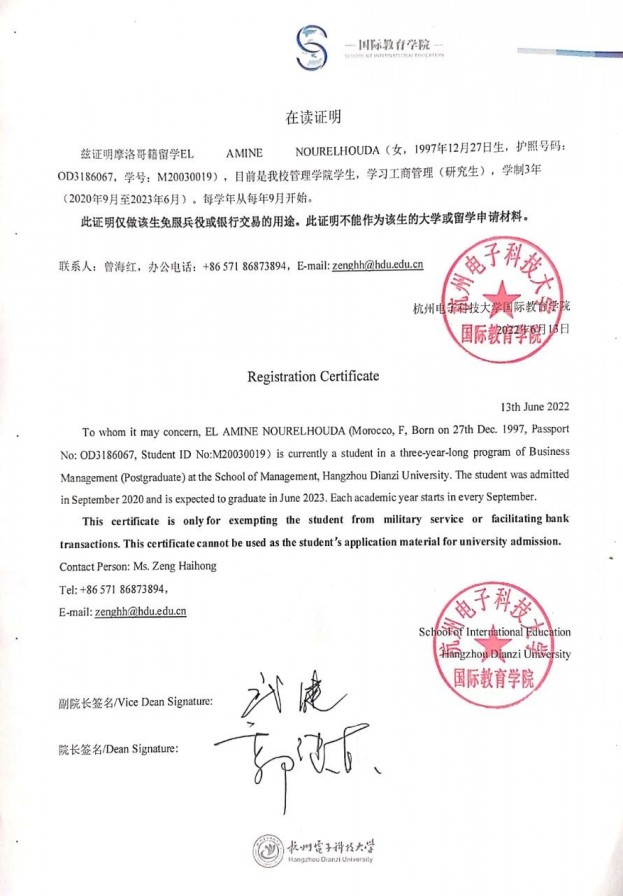 国际教育学院
SCHOOL OF INTERNATIONAL EDUCATION
在读证明
兹证明摩洛哥籍留学EL AMINE NOURELHOUDA（女，1997年12月27日生，护照号码：
OD3186067，学号：M20030019），目前是我校管理学院学生，学习工商管理（研究生），学制3年
（2020年9月至2023年6月）。每学年从每年9月开始。
此证明仅做该生免服兵役或银行交易的用途。此证明不能作为该生的大学或留学申请材料。
联系人：曾海红，办公电话：+86 571 86873894，E-mail: zenghh@hdu.edu.cn
杭州电子科技大学国际教育学院
2022年6月13日
杭州电子科技大学
国际教育学院
Registration Certificate
13th June 2022
To whom it may concern, EL AMINE NOURELHOUDA (Morocco, F, Born on 27th Dec. 1997, Passport
No: OD3186067, Student ID No:M20030019) is currently a student in a three-year-long program of Business
Management (Postgraduate) at the School of Management, Hangzhou Dianzi University. The student was admitted
in September 2020 and is expected to graduate in June 2023. Each academic year starts in every September.
This certificate is only for exempting the student from military service or facilitating bank
transactions. This certificate cannot be used as the student's application material for university admission.
Contact Person: Ms. Zeng Haihong
Tel: +86 571 86873894，
E-mail: zenghh@hdu.edu.cn
School of International Education
Hangzhou Dianzi University
杭州电子科技大学
国际教育学院
副院长签名/Vice Dean Signature:
院长签名/Dean Signature:
杭州电子科技大学
Hangzhou Dianzi University